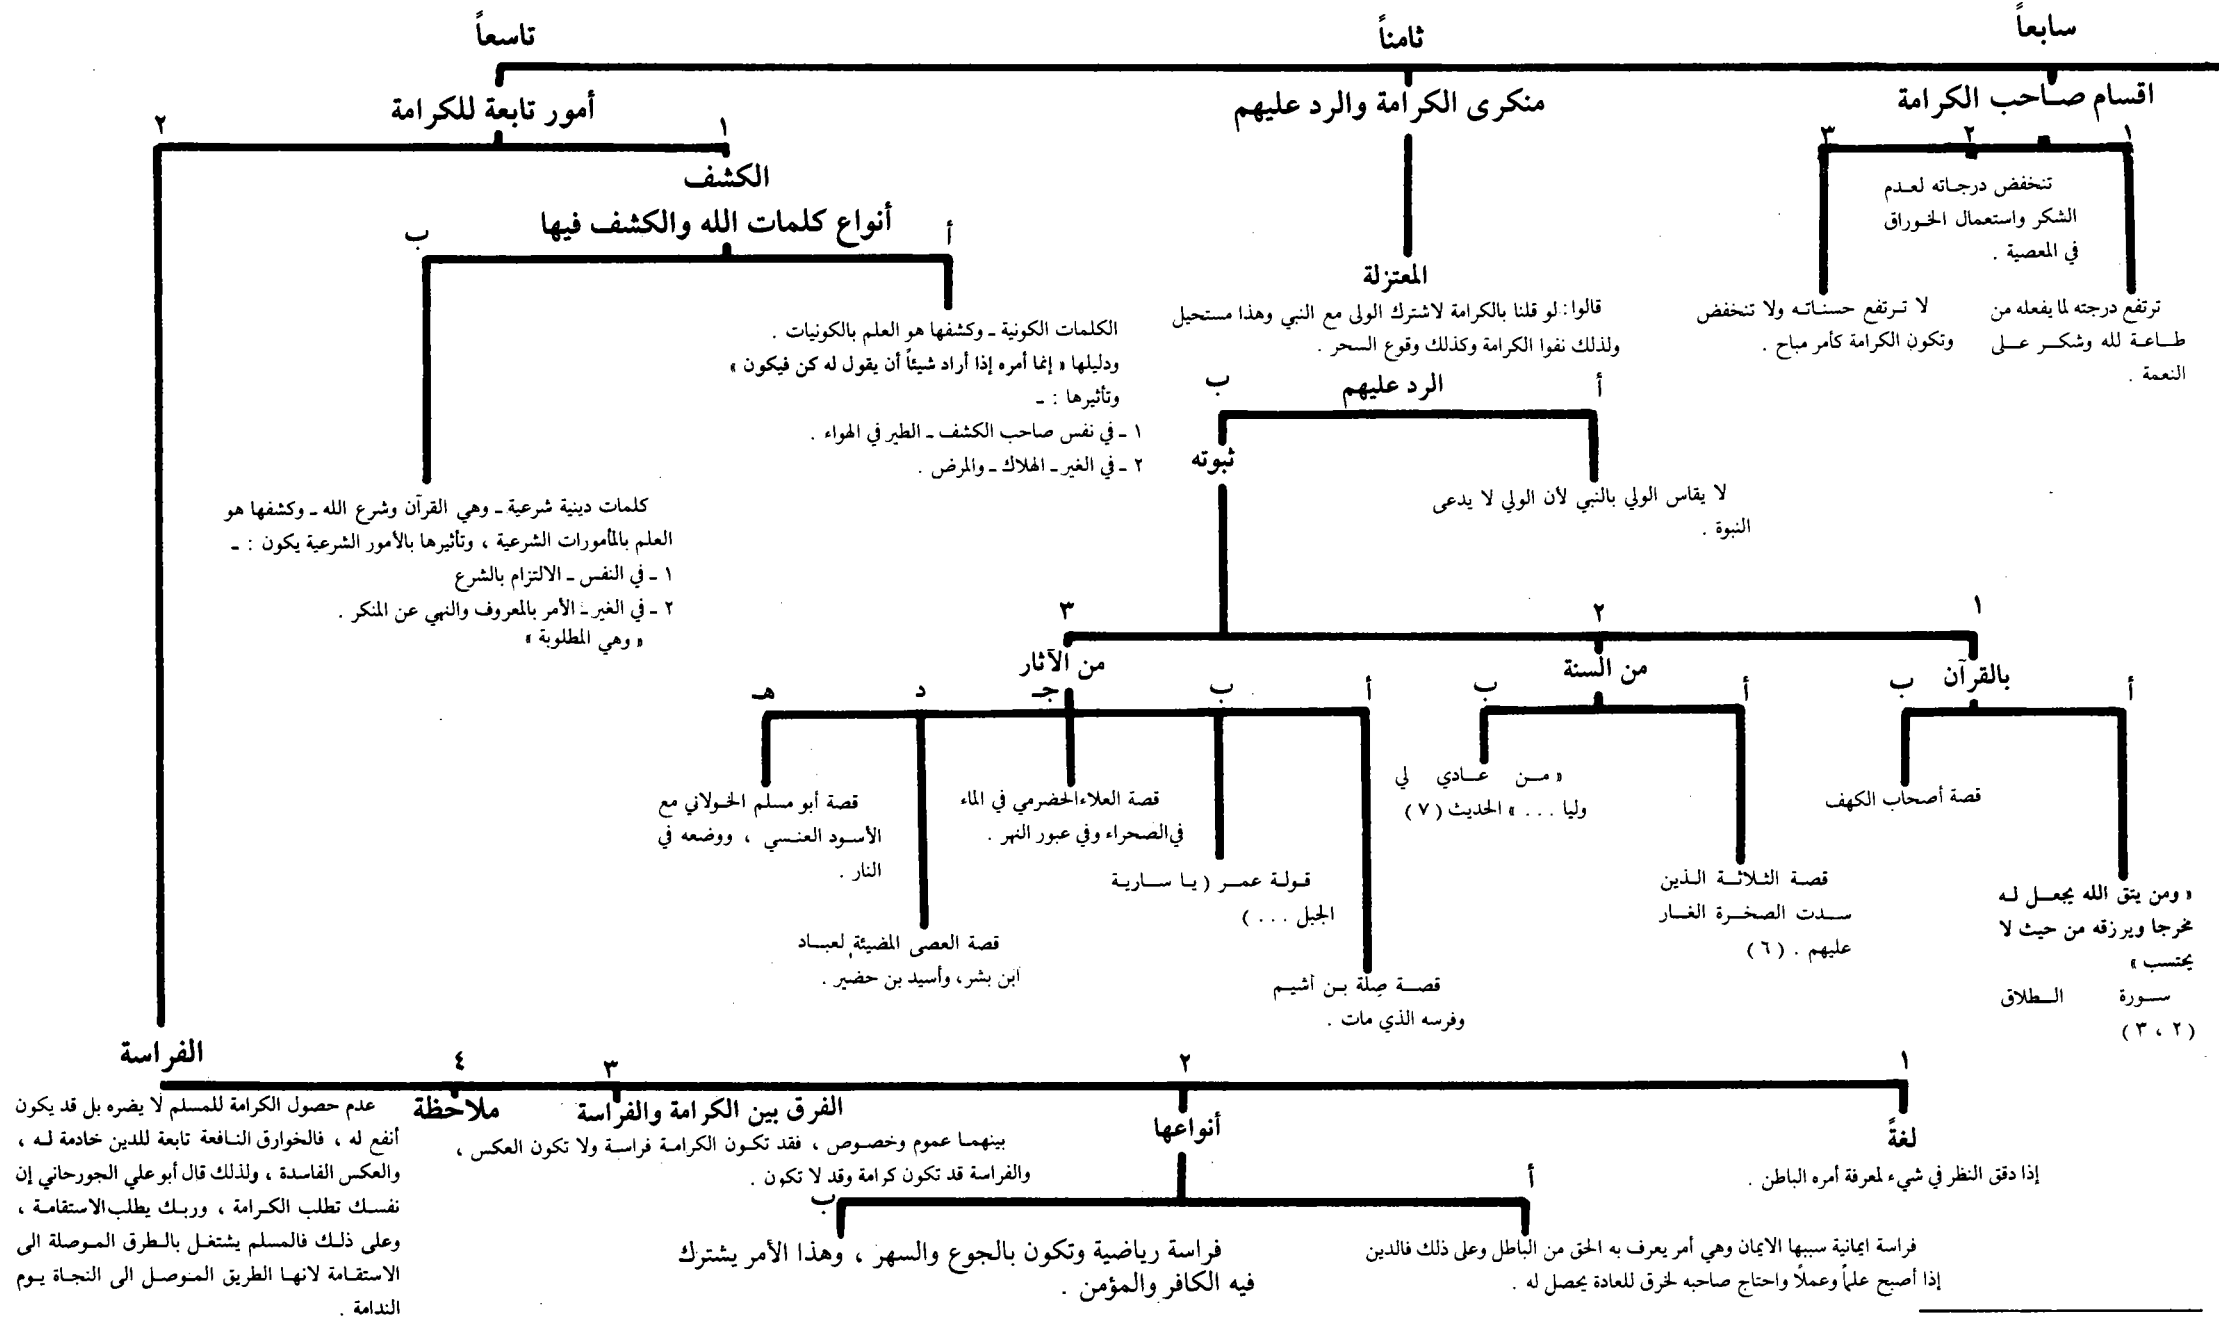 سابعاً
اقسام صاحب الكرامة
١
ترتفع درجته لما يفعله من
طاعة لله وشكر على
النعمة .
٢
تنخفض درجاته لعدم
الشكر واستعمال الخوراق
في المعصية .
٣
لا ترتفع حسناته ولا تنخفض
وتكون الكرامة كأمر مباح .
ثامناً
منكرى الكرامة والرد عليهم
المعتزلة
قالوا : لو قلنا بالكرامة لاشترك الولى مع النبي وهذا مستحيل
ولذلك نفوا الكرامة وكذلك وقوع السحر .
الرد عليهم
أ
لا يقاس الولي بالنبي لأن الولي لا يدعى
النبوة .
ب
ثبوته
١
بالقرآن
أ
« ومن يتق الله يجعل له
مخرجا ويرزقه من حيث لا
يحتسب »
سورة الطلاق
( ٢ ، ٣ )
ب
قصة أصحاب الكهف
٢
من السنة
أ
قصة الثلاثة الذين
سدت الصخرة الغار
عليهم . ( ٦ )
ب
« من عادي لي
وليا . . . » الحديث ( ٧ )
٣
من الآثار
أ
قصة صِلة بن أشيم
وفرسه الذي مات .
ب
قولة عمر ( يا سارية
الجبل . . . )
جـ
قصة العلاء الحضرمي في الماء
في الصحراء وفي عبور النهر .
د
قصة العصى المضيئة لعباد
ابن بشر ، وأسيد بن حضير .
هـ
قصة أبو مسلم الخولاني مع
الأسود العنسي ، ووضعه في
النار .
تاسعاً
أمور تابعة للكرامة
١
الكشف
أنواع كلمات الله والكشف فيها
أ
الكلمات الكونية ـ وكشفها هو العلم بالكونيات .
ودليلها « إنما أمره إذا أراد شيئاً أن يقول له كن فيكون »
وتأثيرها : ـ
١ ـ في نفس صاحب الكشف ـ الطير في الهواء .
٢ ـ في الغير ـ الهلاك ـ والمرض .
ب
كلمات دينية شرعية ـ وهي القرآن وشرع الله ـ وكشفها هو
العلم بالمأمورات الشرعية ، وتأثيرها بالأمور الشرعية يكون : ـ
١ ـ في النفس ـ الالتزام بالشرع
٢ ـ في الغير ـ الأمر بالمعروف والنهي عن المنكر .
« وهي المطلوبة »
٢
الفراسة
١
لغةً
إذا دقق النظر في شيء لمعرفة أمره الباطن .
٢
أنواعها
أ
فراسة ايمانية سببها الايمان وهي أمر يعرف به الحق من الباطل وعلى ذلك فالدين
إذا أصبح علماً وعملاً واحتاج صاحبه لخرق للعادة يحصل له .
ب
فراسة رياضية وتكون بالجوع والسهر ، وهذا الأمر يشترك
فيه الكافر والمؤمن .
٣
الفرق بين الكرامة والفراسة
بينهما عموم وخصوص ، فقد تكون الكرامة فراسة ولا تكون العكس ،
والفراسة قد تكون كرامة وقد لا تكون .
٤
ملاحظة
عدم حصول الكرامة للمسلم لا يضره بل قد يكون
أنفع له ، فالخوارق النافعة تابعة للدين خادمة له ،
والعكس الفاسدة ، ولذلك قال أبو علي الجورحاني إن
نفسك تطلب الكرامة ، وربك يطلب الاستقامة ،
وعلى ذلك فالمسلم يشتغل بالطرق الموصلة الى
الاستقامة لانها الطريق الموصل الى النجاة يوم
الندامة .